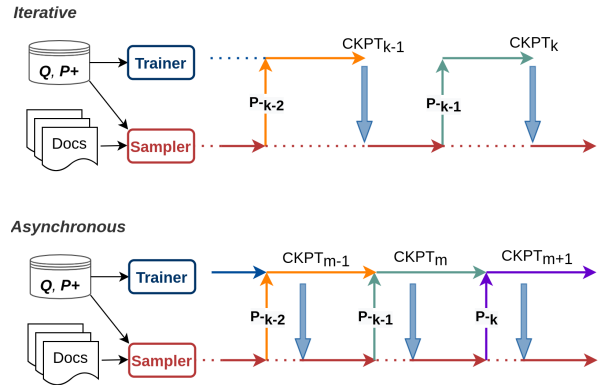 Iterative
Q, P+
Trainer
CKPTk-1
CKPTk
P-k-2
P-k-1
Docs
Sampler
Asynchronous
Q, P+
Trainer
CKPTm-1
CKPTm
CKPTm+1
P-k-2
P-k-1
P-k
Docs
Sampler